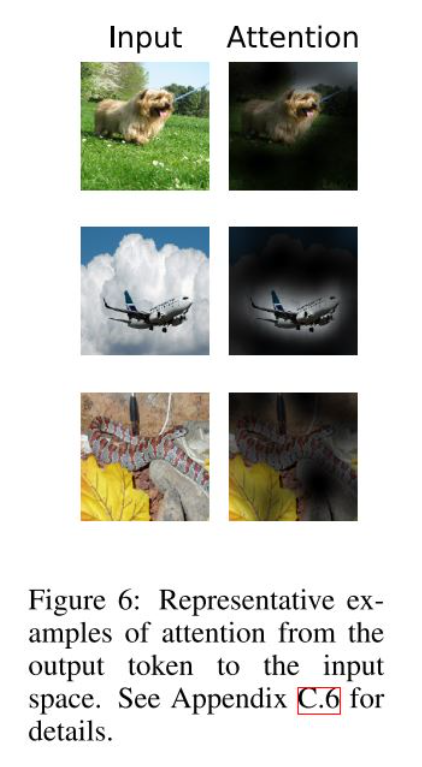 Input Attention
Figure 6: Representative ex-
amples of attention from the
output token to the input
space. See Appendix C.6 for
details.